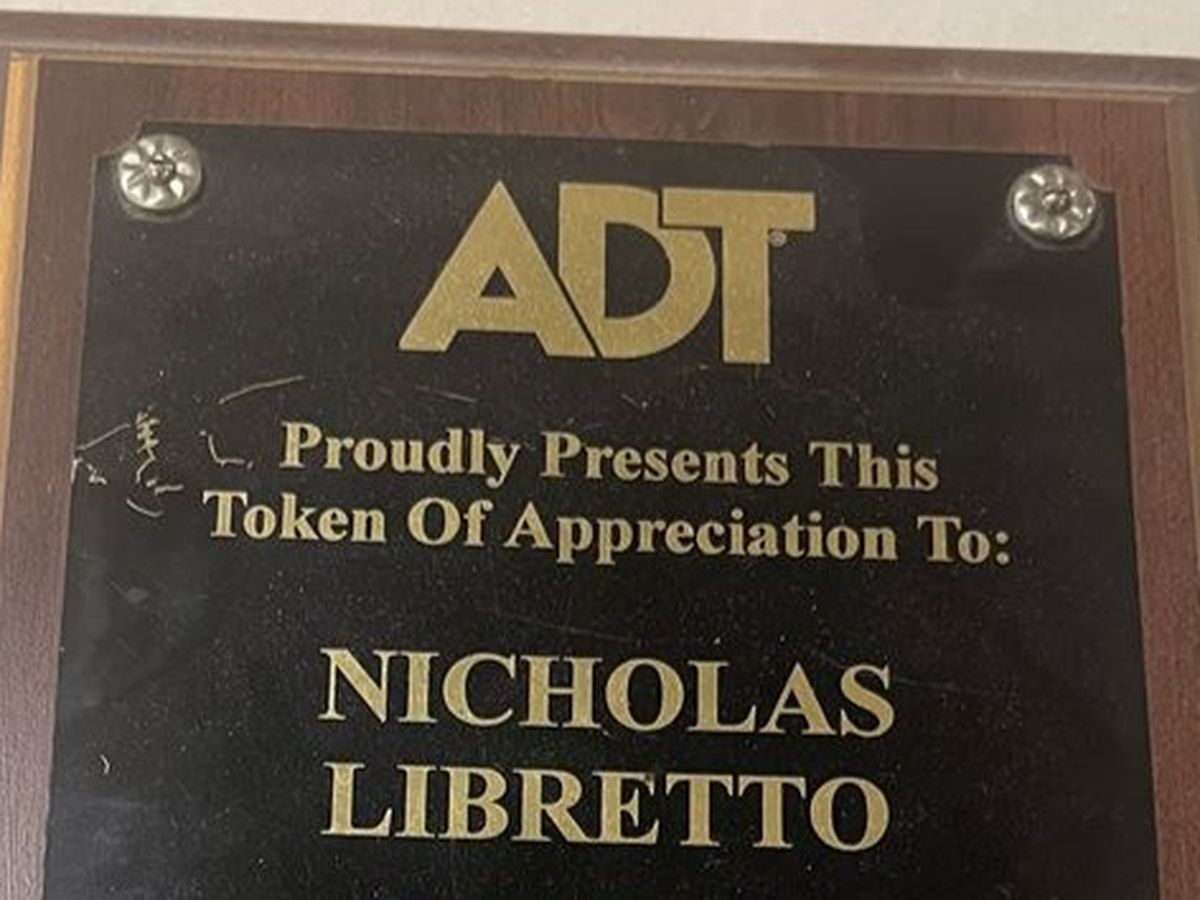 ADT®
Proudly Presents This
Token Of Appreciation To:
NICHOLAS
LIBRETTO